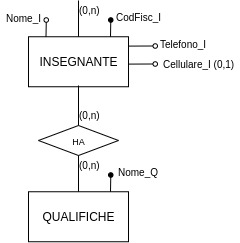 (0,n)
Nome_I
CodFisc_I
INSEGNANTE
Telefono_I
Cellulare_I (0,1)
(0,n)
HA
(0,n)
Nome_Q
QUALIFICHE